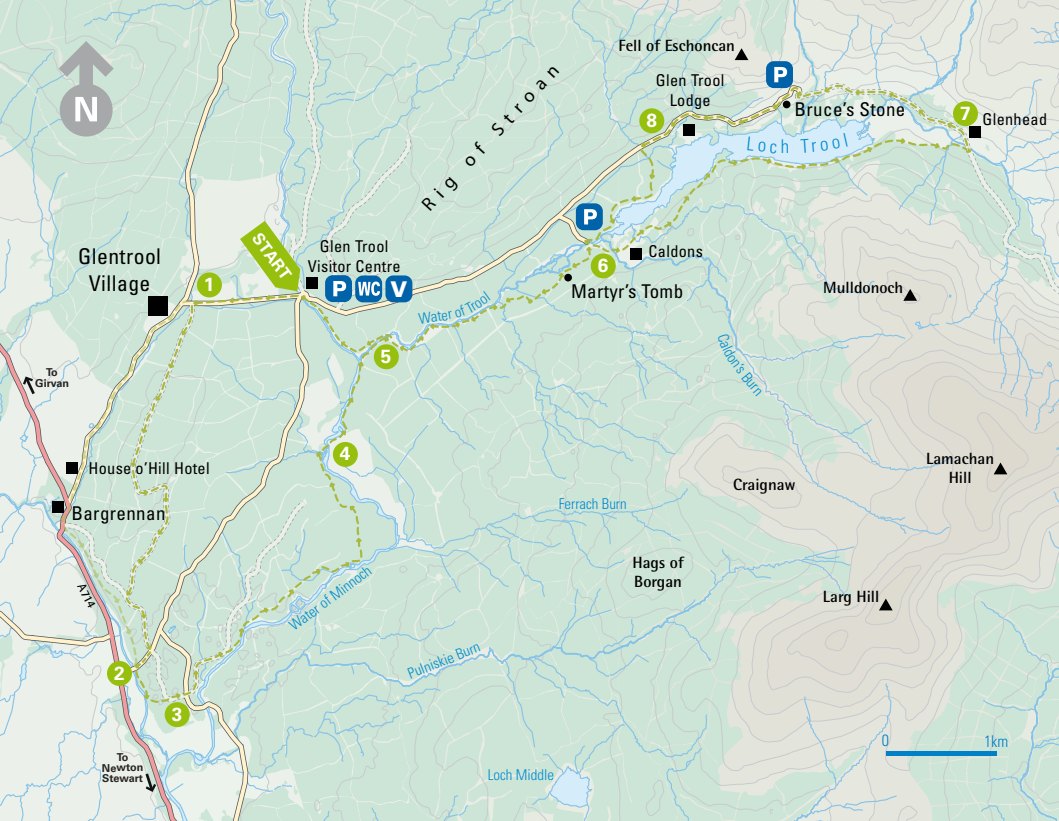 N
Fell of Eschoncan
P
Glen Trool
Lodge
8
Bruce's Stone
7
Glenhead
Loch Trool
Rig of Stroan
P
START
Glen Trool
Visitor Centre
P
WC
V
Glentrool
Village
1
6
Caldons
Martyr's Tomb
Mulldonoch
Water of Trool
5
Caldon's Burn
To
Girvan
4
House o'Hill Hotel
Lamachan
Hill
Craignaw
Bargrennan
Ferrach Burn
Hags of
Borgan
A714
Water of Minnoch
Larg Hill
Pulniskie Burn
2
3
To
Newton
Stewart
Loch Middle
0
1km